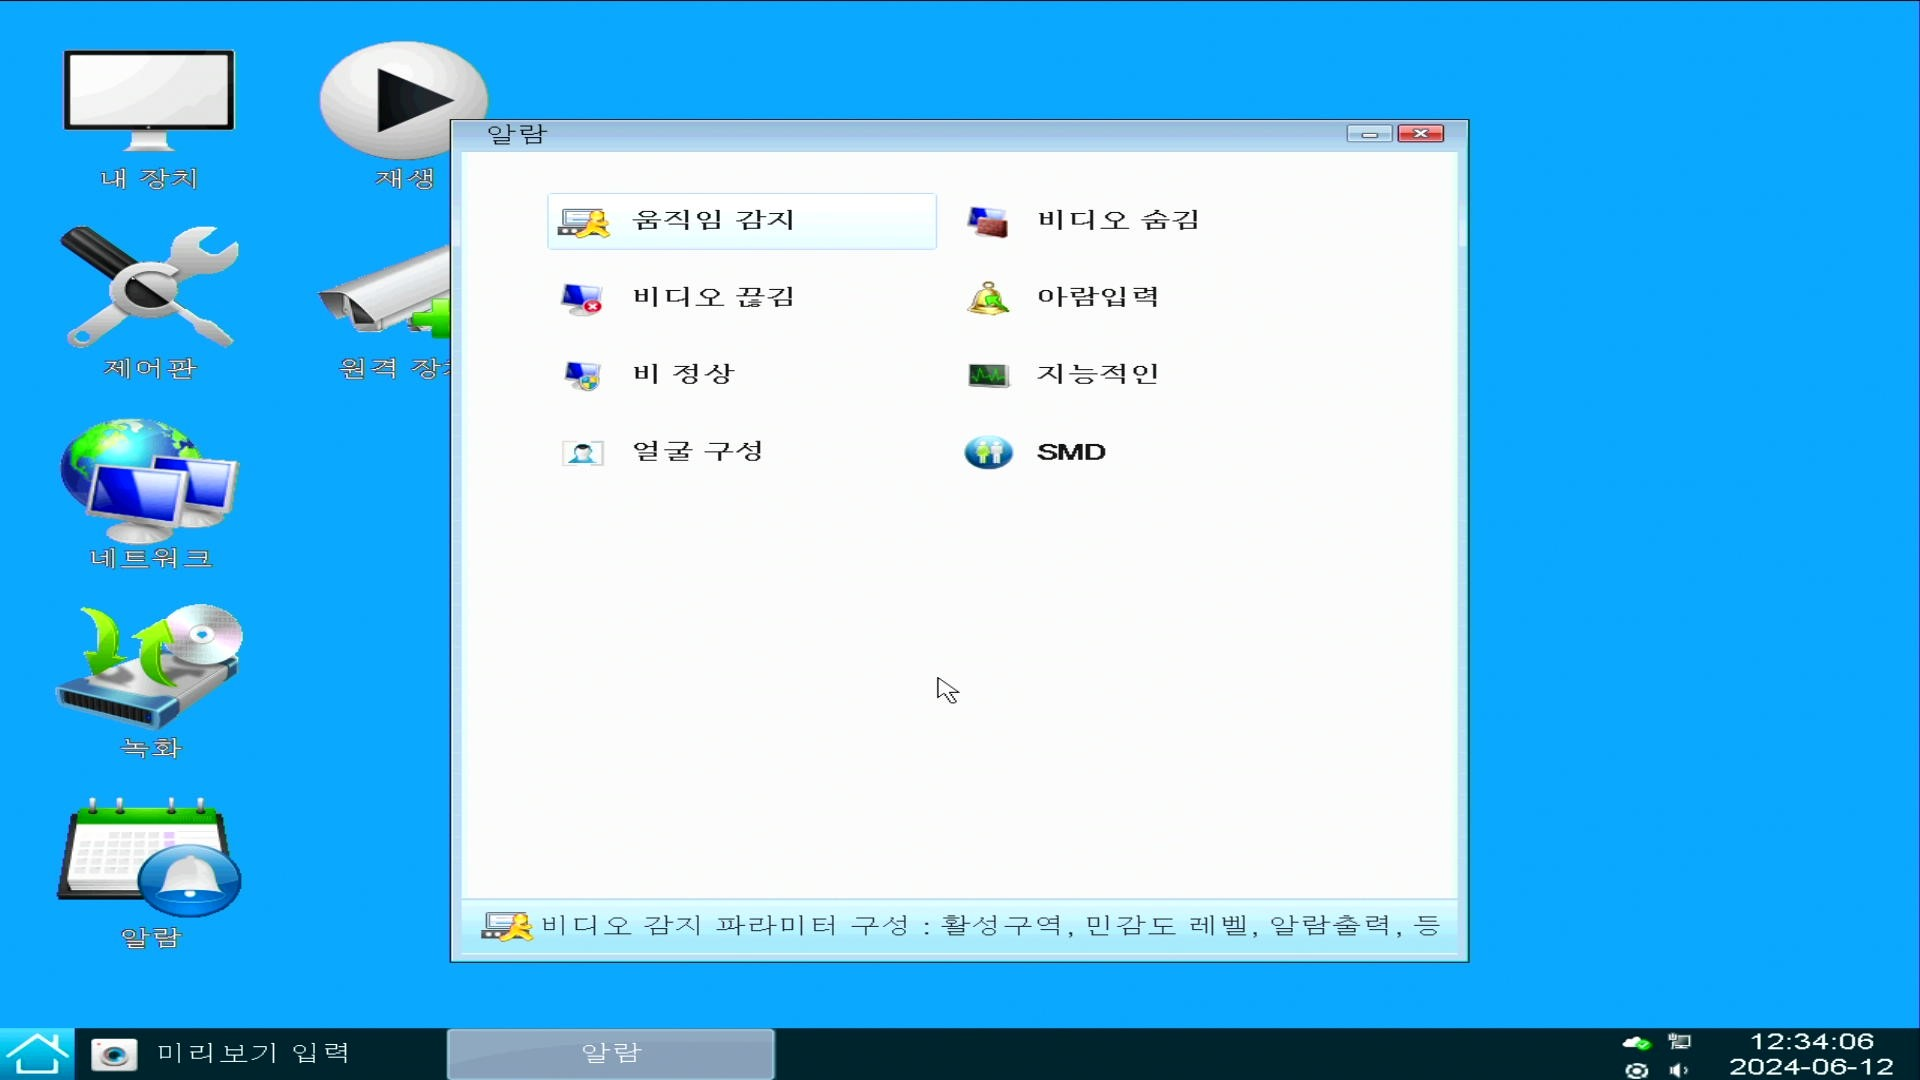 내 장치
재생
제어판
원격 장
네트워크
녹화
알람
알람
움직임 감지
비디오 숨김
비디오 끊김
아람입력
비 정상
지능적인
얼굴 구성
SMD
비디오 감지 파라미터 구성 : 활성구역, 민감도 레벨, 알람출력, 등
미리보기 입력
알람
12:34:06
2024-06-12